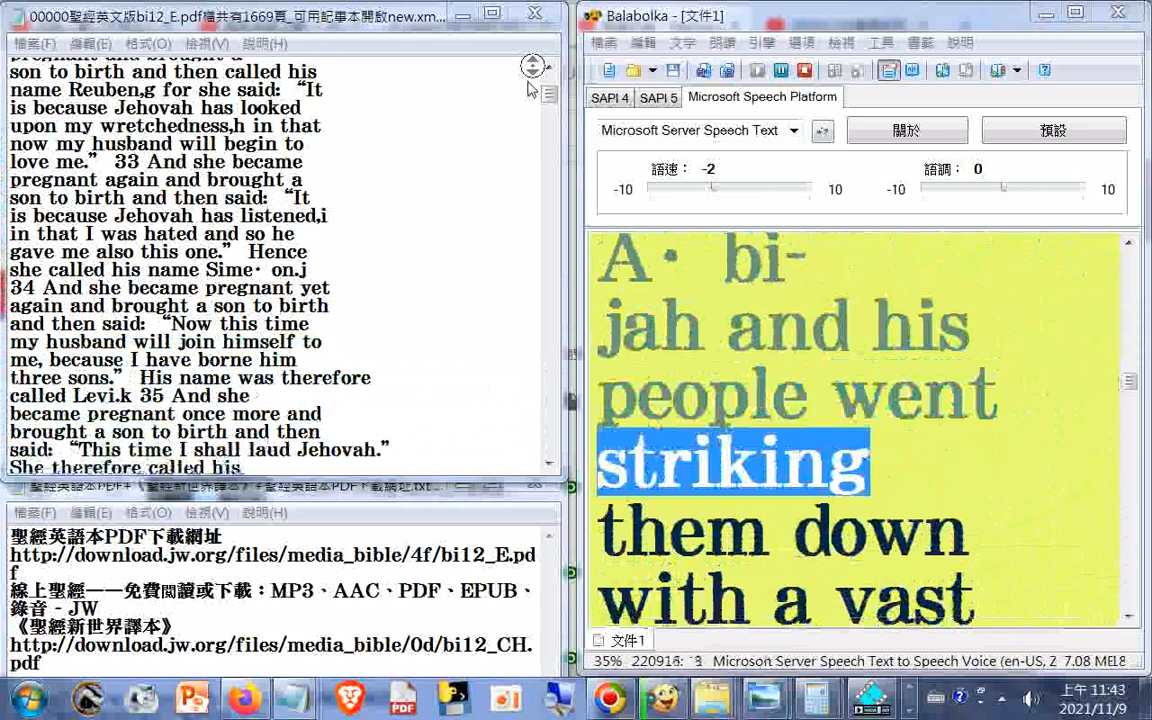 00000聖經英文版bi12_E.pdf檔共有1669頁_可用記事本開啟new.xm...
檔案(F) 編輯(E) 格式(O) 檢視(V) 說明(H)
son to birth and then called his
name Reuben,g for she said: “It
is because Jehovah has looked
upon my wretchedness,h in that
now my husband will begin to
love me.” 33 And she became
pregnant again and brought a
son to birth and then said: “It
is because Jehovah has listened,i
in that I was hated and so he
gave me also this one.” Hence
she called his name Sime· on.j
34 And she became pregnant yet
again and brought a son to birth
and then said: “Now this time
my husband will join himself to
me, because I have borne him
three sons.” His name was therefore
called Levi.k 35 And she
became pregnant once more and
brought a son to birth and then
said: “This time I shall laud Jehovah.”
She therefore called his
檔案(F) 編輯(E) 格式(O) 檢視(V) 說明(H)
聖經英語本PDF下載網址
http://download.jw.org/files/media_bible/4f/bi12_E.pd
f
線上聖經——免費閱讀或下載：MP3、AAC、PDF、EPUB、
錄音 - JW
《聖經新世界譯本》
http://download.jw.org/files/media_bible/0d/bi12_CH.
pdf
Balabolka - [文件1]
檔案 編輯 文字 朗讀 引擎 選項 檢視 工具 書籤 說明
SAPI 4 SAPI 5 Microsoft Speech Platform
Microsoft Server Speech Text 關於 預設
語速： -2 語調： 0
-10 10 -10 10
A· bi-
jah and his
people went
striking
them down
with a vast
文件1
35% Microson Server Speech Text to Speech Voice (en-US, Z 7.08 MEL8
上午 11:43
2021/11/9